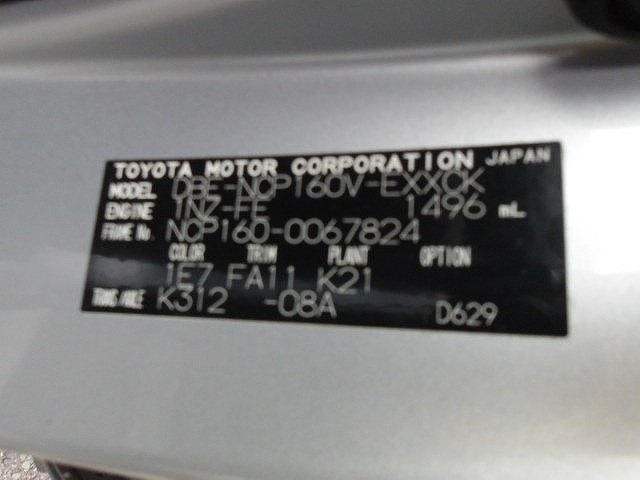 TOYOTA MOTOR CORPORATION JAPAN
MODEL DBE-NCP160V-EXXCK
ENGINE 1NZ-FE 1496 mL
FRAME No. NCP160-0067824
COLOR TRIM PLANT OPTION
1E7 FA11 K21
TRANS/AXLE K312 -08A D629